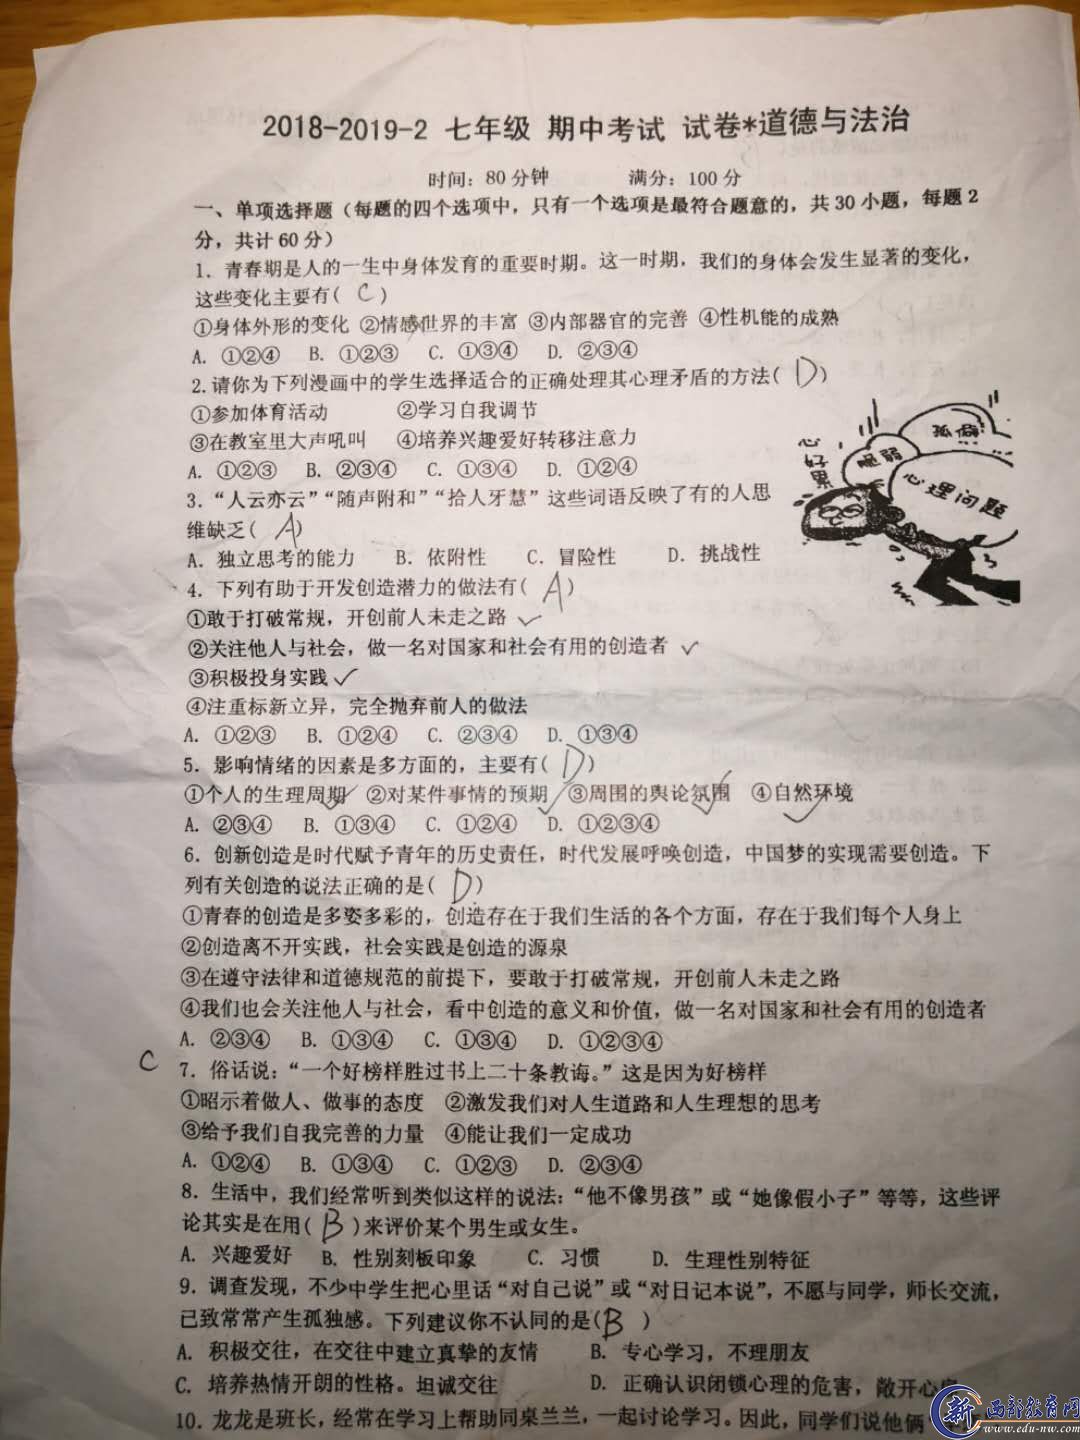 2018-2019-2 七年级 期中考试 试卷*道德与法治
时间：80分钟 满分：100分
一、单项选择题（每题的四个选项中，只有一个选项是最符合题意的，共30小题，每题2
分，共计60分）
1．青春期是人的一生中身体发育的重要时期。这一时期，我们的身体会发生显著的变化，
这些变化主要有( C )
①身体外形的变化 ②情感世界的丰富 ③内部器官的完善 ④性机能的成熟
A. ①②④ B. ①②③ C. ①③④ D. ②③④
2.请你为下列漫画中的学生选择适合的正确处理其心理矛盾的方法( D )
①参加体育活动 ②学习自我调节
③在教室里大声吼叫 ④培养兴趣爱好转移注意力
A. ①②③ B. ②③④ C. ①③④ D. ①②④
心好累
脆弱
孤僻
心理问题
3．“人云亦云”“随声附和”“拾人牙慧”这些词语反映了有的人思
维缺乏( A )
A. 独立思考的能力 B. 依附性 C. 冒险性 D. 挑战性
4．下列有助于开发创造潜力的做法有( A )
①敢于打破常规，开创前人未走之路 ✓
②关注他人与社会，做一名对国家和社会有用的创造者 ✓
③积极投身实践 ✓
④注重标新立异，完全抛弃前人的做法
A. ①②③ B. ①②④ C. ②③④ D. ①③④
5．影响情绪的因素是多方面的，主要有( D )
①个人的生理周期 ②对某件事情的预期 ③周围的舆论氛围 ④自然环境
A. ②③④ B. ①③④ C. ①②④ D. ①②③④
6．创新创造是时代赋予青年的历史责任，时代发展呼唤创造，中国梦的实现需要创造。下
列有关创造的说法正确的是( D )
①青春的创造是多姿多彩的，创造存在于我们生活的各个方面，存在于我们每个人身上
②创造离不开实践，社会实践是创造的源泉
③在遵守法律和道德规范的前提下，要敢于打破常规，开创前人未走之路
④我们也会关注他人与社会，看中创造的意义和价值，做一名对国家和社会有用的创造者
A. ②③④ B. ①③④ C. ①③④ D. ①②③④
C 7．俗话说：“一个好榜样胜过书上二十条教诲。”这是因为好榜样
①昭示着做人、做事的态度 ②激发我们对人生道路和人生理想的思考
③给予我们自我完善的力量 ④能让我们一定成功
A. ①②④ B. ①③④ C. ①②③ D. ②③④
8．生活中，我们经常听到类似这样的说法：“他不像男孩”或“她像假小子”等等，这些评
论其实是在用( B )来评价某个男生或女生。
A. 兴趣爱好 B. 性别刻板印象 C. 习惯 D. 生理性别特征
9．调查发现，不少中学生把心里话“对自己说”或“对日记本说”，不愿与同学，师长交流，
已致常常产生孤独感。下列建议你不认同的是( B )
A. 积极交往，在交往中建立真挚的友情 B. 专心学习，不理朋友
C. 培养热情开朗的性格。坦诚交往 D. 正确认识闭锁心理的危害，敞开心扉
10．龙龙是班长，经常在学习上帮助同桌兰兰，一起讨论学习。因此，同学们说他俩
新 西部教育网
www.edu-nw.com